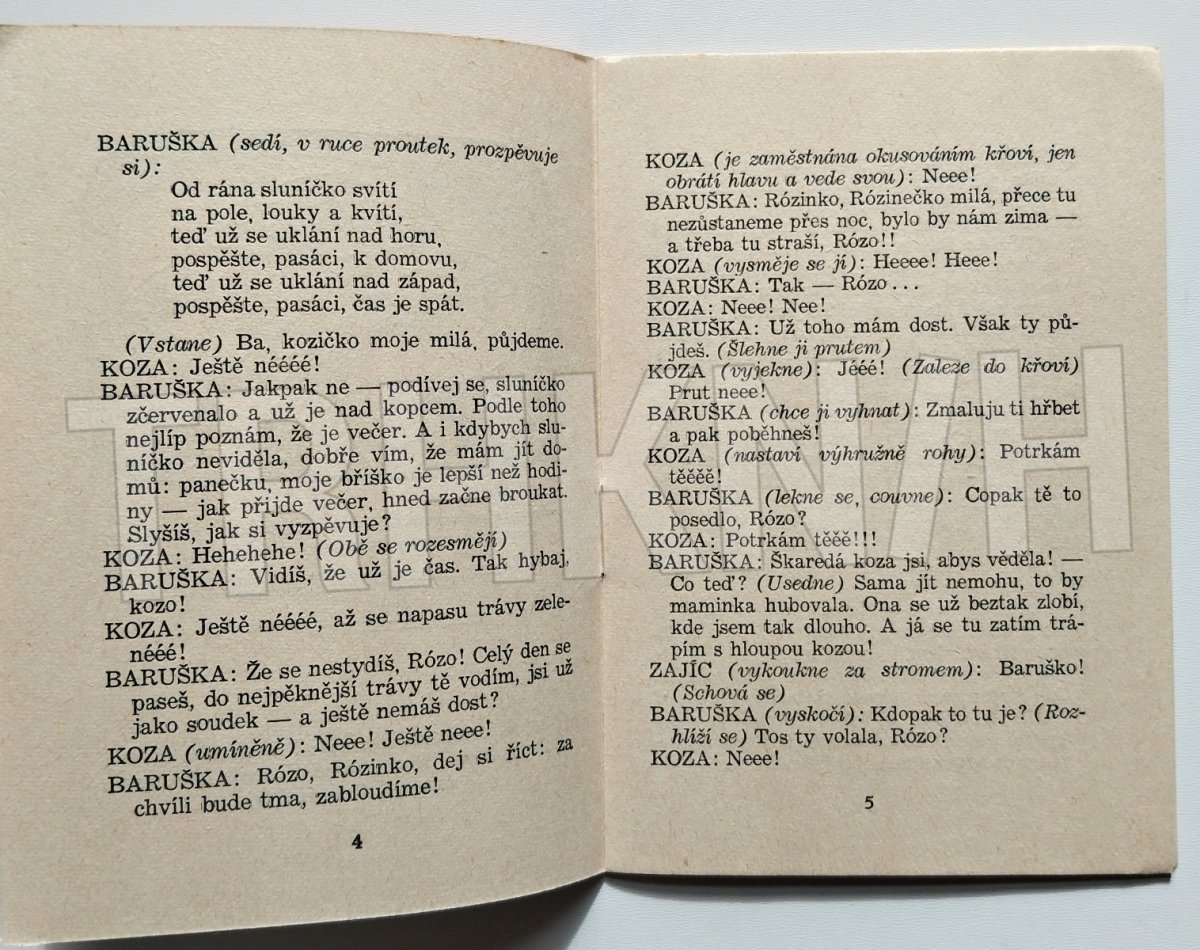 BARUŠKA (sedí, v ruce proutek, prozpěvuje
si):
Od rána sluníčko svítí
na pole, louky a kvítí,
teď už se uklání nad horu,
pospěšte, pasáci, k domovu,
teď už se uklání nad západ,
pospěšte, pasáci, čas je spát.
(Vstane) Ba, kozičko moje milá, půjdeme.
KOZA: Ještě néééé!
BARUŠKA: Jakpak ne — podívej se, sluníčko
zčervenalo a už je nad kopcem. Podle toho
nejlíp poznám, že je večer. A i kdybych slu-
níčko neviděla, dobře vím, že mám jít do-
mů: panečku, moje bříško je lepší než hodi-
ny — jak přijde večer, hned začne broukat.
Slyšíš, jak si vyzpěvuje?
KOZA: Hehehehe! (Obě se rozesmějí)
BARUŠKA: Vidíš, že už je čas. Tak hybaj,
kozo!
KOZA: Ještě néééé, až se napasu trávy zele-
nééé!
BARUŠKA: Že se nestydíš, Rózo! Celý den se
paseš, do nejpěknější trávy tě vodím, jsi už
jako soudek — a ještě nemáš dost?
KOZA (umíněně): Neee! Ještě neee!
BARUŠKA: Rózo, Rózinko, dej si říct: za
chvíli bude tma, zabloudíme!
4
KOZA (je zaměstnána okusováním křoví, jen
obrátí hlavu a vede svou): Neee!
BARUŠKA: Rózinko, Rózinečko milá, přece tu
nezůstaneme přes noc, bylo by nám zima —
a třeba tu straší, Rózo!!
KOZA (vysměje se jí): Heeee! Heee!
BARUŠKA: Tak — Rózo...
KOZA: Neee! Nee!
BARUŠKA: Už toho mám dost. Však ty pů-
jdeš. (Šlehne ji prutem)
KOZA (vyjekne): Jééé! (Zaleze do křoví)
Prut neee!
BARUŠKA (chce ji vyhnat): Zmaluju ti hřbet
a pak poběhneš!
KOZA (nastaví výhružně rohy): Potrkám
těěěě!
BARUŠKA (lekne se, couvne): Copak tě to
posedlo, Rózo?
KOZA: Potrkám těěě!!!
BARUŠKA: Škaredá koza jsi, abys věděla! —
Co teď? (Usedne) Sama jít nemohu, to by
maminka hubovala. Ona se už beztak zlobí,
kde jsem tak dlouho. A já se tu zatím trá-
pím s hloupou kozou!
ZAJÍC (vykoukne za stromem): Baruško!
(Schová se)
BARUŠKA (vyskočí): Kdopak to tu je? (Roz-
hlíží se) Tos ty volala, Rózo?
KOZA: Neee!
5